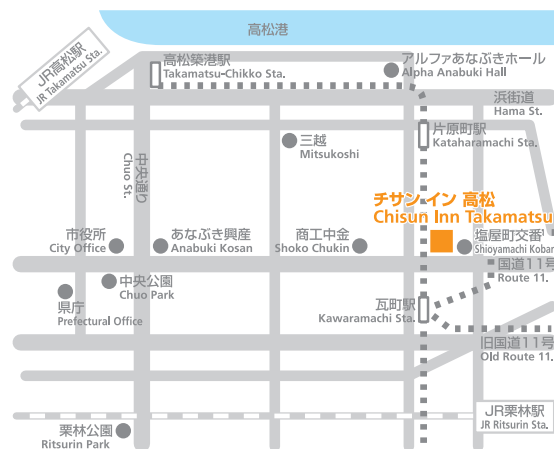 高松港
JR高松駅
JR Takamatsu Sta.
高松築港駅
Takamatsu-Chikko Sta.
アルファあなぶきホール
Alpha Anabuki Hall
浜街道
Hama St.
片原町駅
Kataharamachi Sta.
三越
Mitsukoshi
中央通り
Chuo St.
チサン イン 高松
Chisun Inn Takamatsu
市役所
City Office
あなぶき興産
Anabuki Kosan
商工中金
Shoko Chukin
塩屋町交番
Shioyamachi Koban
国道11号
Route 11.
中央公園
Chuo Park
県庁
Prefectural Office
瓦町駅
Kawaramachi Sta.
旧国道11号
Old Route 11.
JR栗林駅
JR Ritsurin Sta.
栗林公園
Ritsurin Park